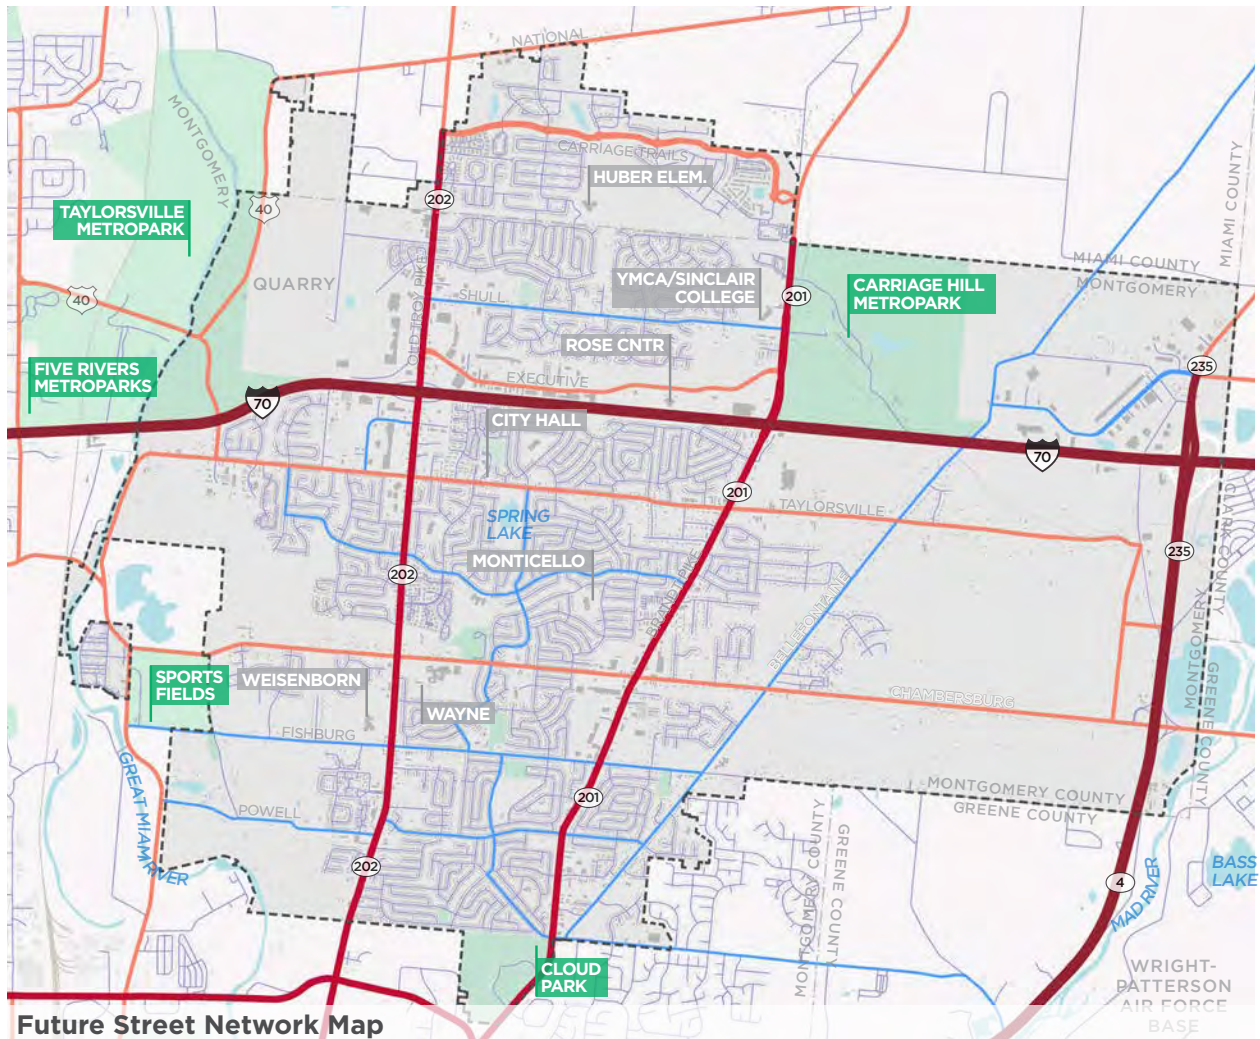 NATIONAL
MONTGOMERY
CARRIAGE TRAILS
HUBER ELEM.
202
TAYLORSVILLE
METROPARK
40
201
MIAMI COUNTY
MIAMI COUNTY
MONTGOMERY
QUARRY
40
OLD TROY PIKE
SHULL
YMCA/SINCLAIR
COLLEGE
201
CARRIAGE HILL
METROPARK
ROSE CNTR
EXECUTIVE
235
FIVE RIVERS
METROPARKS
70
CITY HALL
70
201
TAYLORSVILLE
SPRING
LAKE
CLARK COUNTY
MONTICELLO
202
235
BRANDT PIKE
BELLEFONTAINE
MONTGOMERY
GREENE COUNTY
SPORTS
FIELDS
WEISENBORN
WAYNE
CHAMBERSBURG
FISHBURG
GREAT MIAMI
RIVER
POWELL
201
MONTGOMERY COUNTY
GREENE COUNTY
MONTGOMERY COUNTY
GREENE COUNTY
202
4
MAD RIVER
BASS
LAKE
CLOUD
PARK
WRIGHT-
PATTERSON
AIR FORCE
BASE
Future Street Network Map